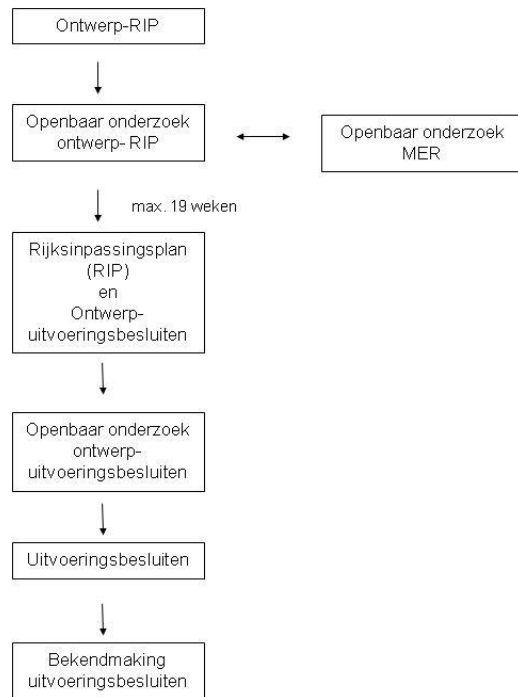 Ontwerp-RIP
Openbaar onderzoek
ontwerp- RIP
Openbaar onderzoek
MER
max. 19 weken
Rijksinpassingsplan
(RIP)
en
Ontwerp-
uitvoeringsbesluiten
Openbaar onderzoek
ontwerp-
uitvoeringsbesluiten
Uitvoeringsbesluiten
Bekendmaking
uitvoeringsbesluiten